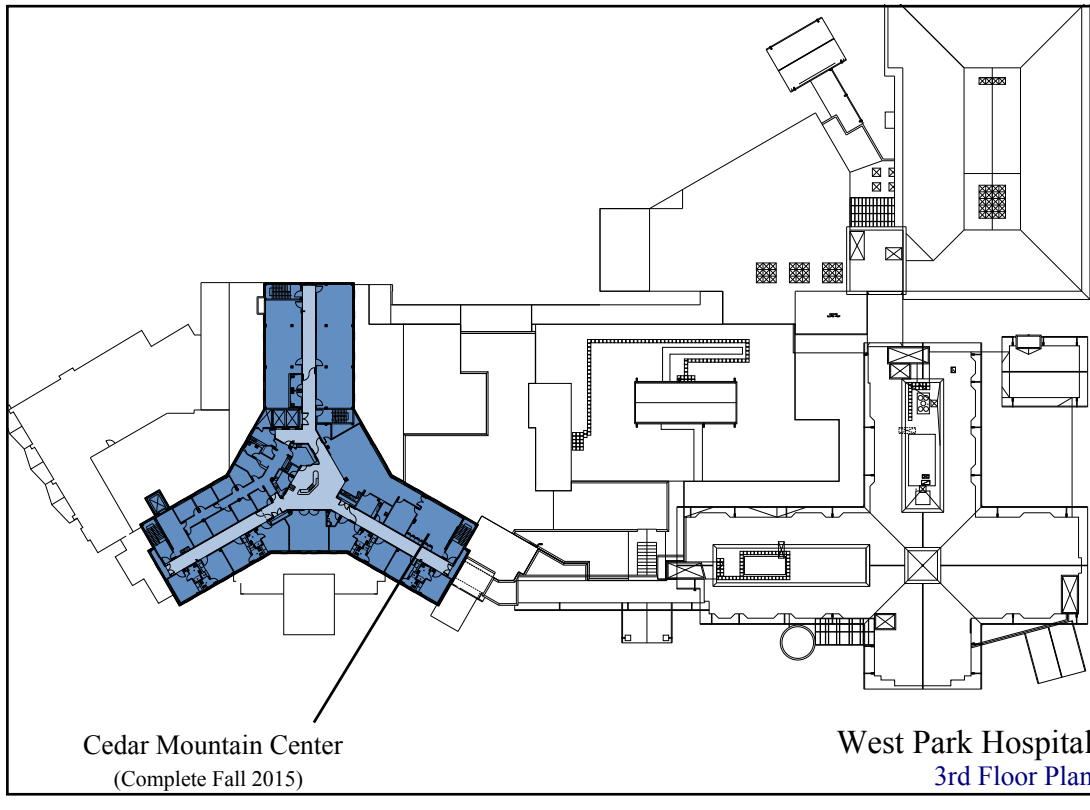 Cedar Mountain Center
(Complete Fall 2015)
West Park Hospital
3rd Floor Plan